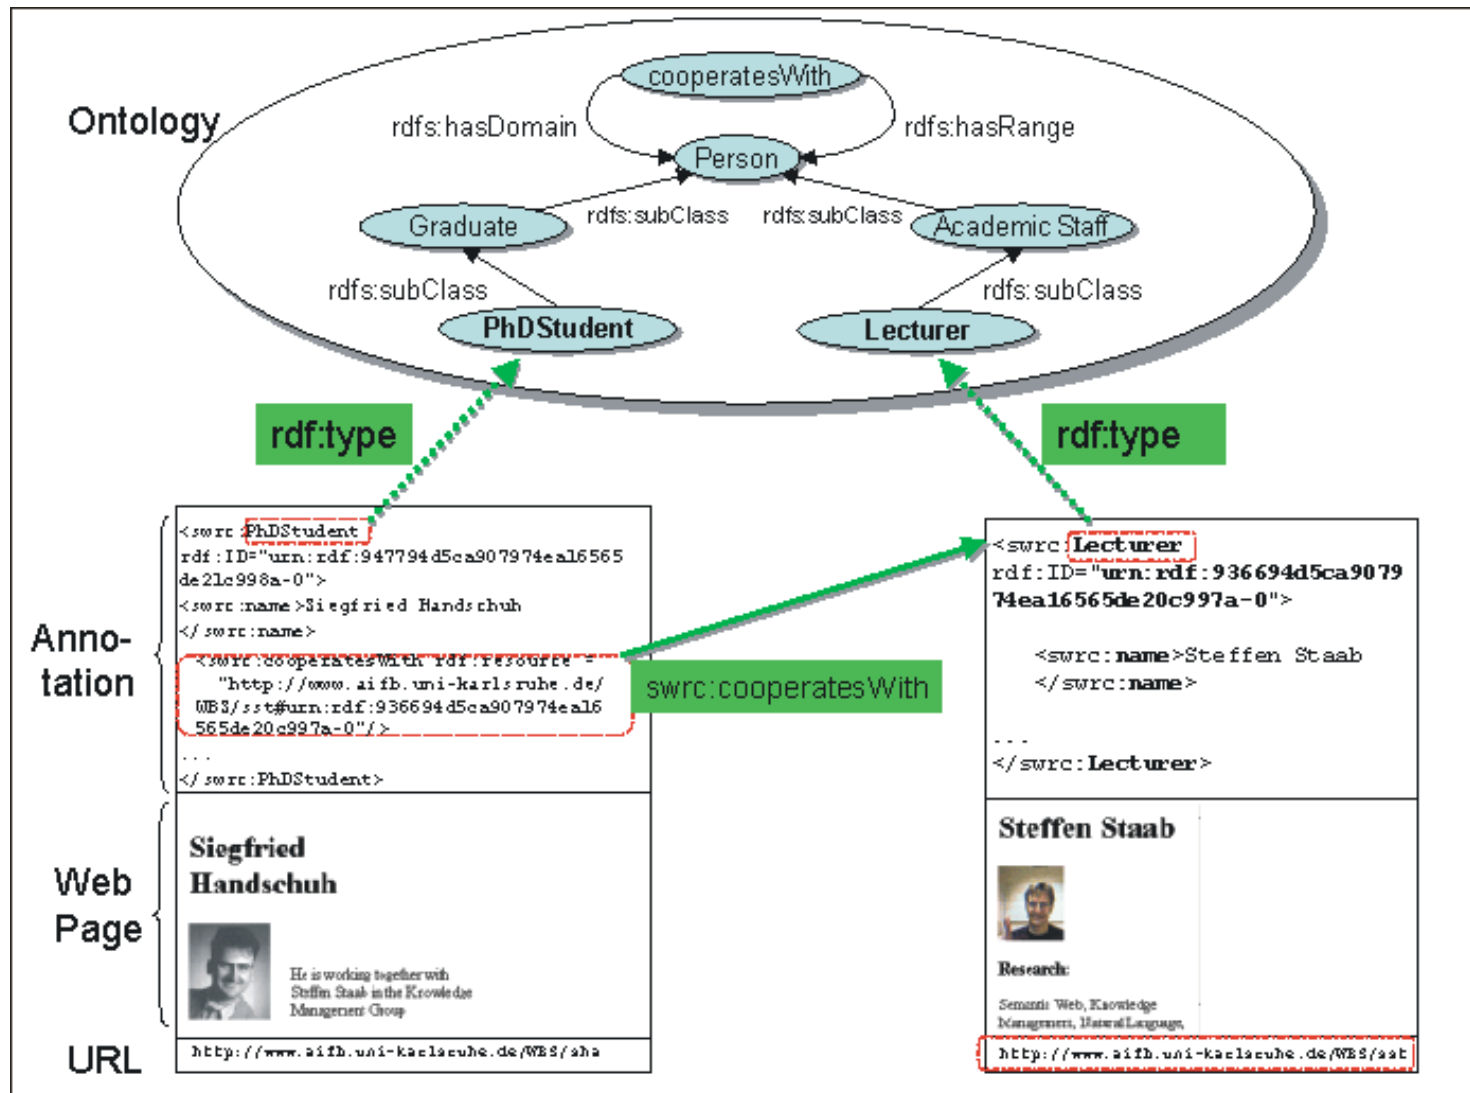 cooperatesWith
Ontology
rdfs:hasDomain
rdfs:hasRange
Person
rdfs:subClass
rdfs:subClass
Graduate
Academic Staff
rdfs:subClass
rdfs:subClass
PhDStudent
Lecturer
rdf:type
rdf:type
Anno-
tation
<swrc:PhDStudent
rdf:ID="urn:rdf:947794d5ca907974ea16565
de21c998a-0">
<swrc:name>Siegfried Handschuh
</swrc:name>
<swrc:cooperatesWith rdf:resource =
"http://www.aifb.uni-karlsruhe.de/
WBS/sst#urn:rdf:936694d5ca907974ea16
565de20c997a-0"/>
...
</swrc:PhDStudent>
swrc:cooperatesWith
<swrc:Lecturer
rdf:ID="urn:rdf:936694d5ca9079
74ea16565de20c997a-0">
<swrc:name>Steffen Staab
</swrc:name>
...
</swrc:Lecturer>
Web
Page
Siegfried
Handschuh
He is working together with
Steffen Staab in the Knowledge
Management Group
Steffen Staab
Research:
Semantic Web, Knowledge
Management, Natural Language,
URL
http://www.aifb.uni-karlsruhe.de/WBS/sha
http://www.aifb.uni-karlsruhe.de/WBS/sst